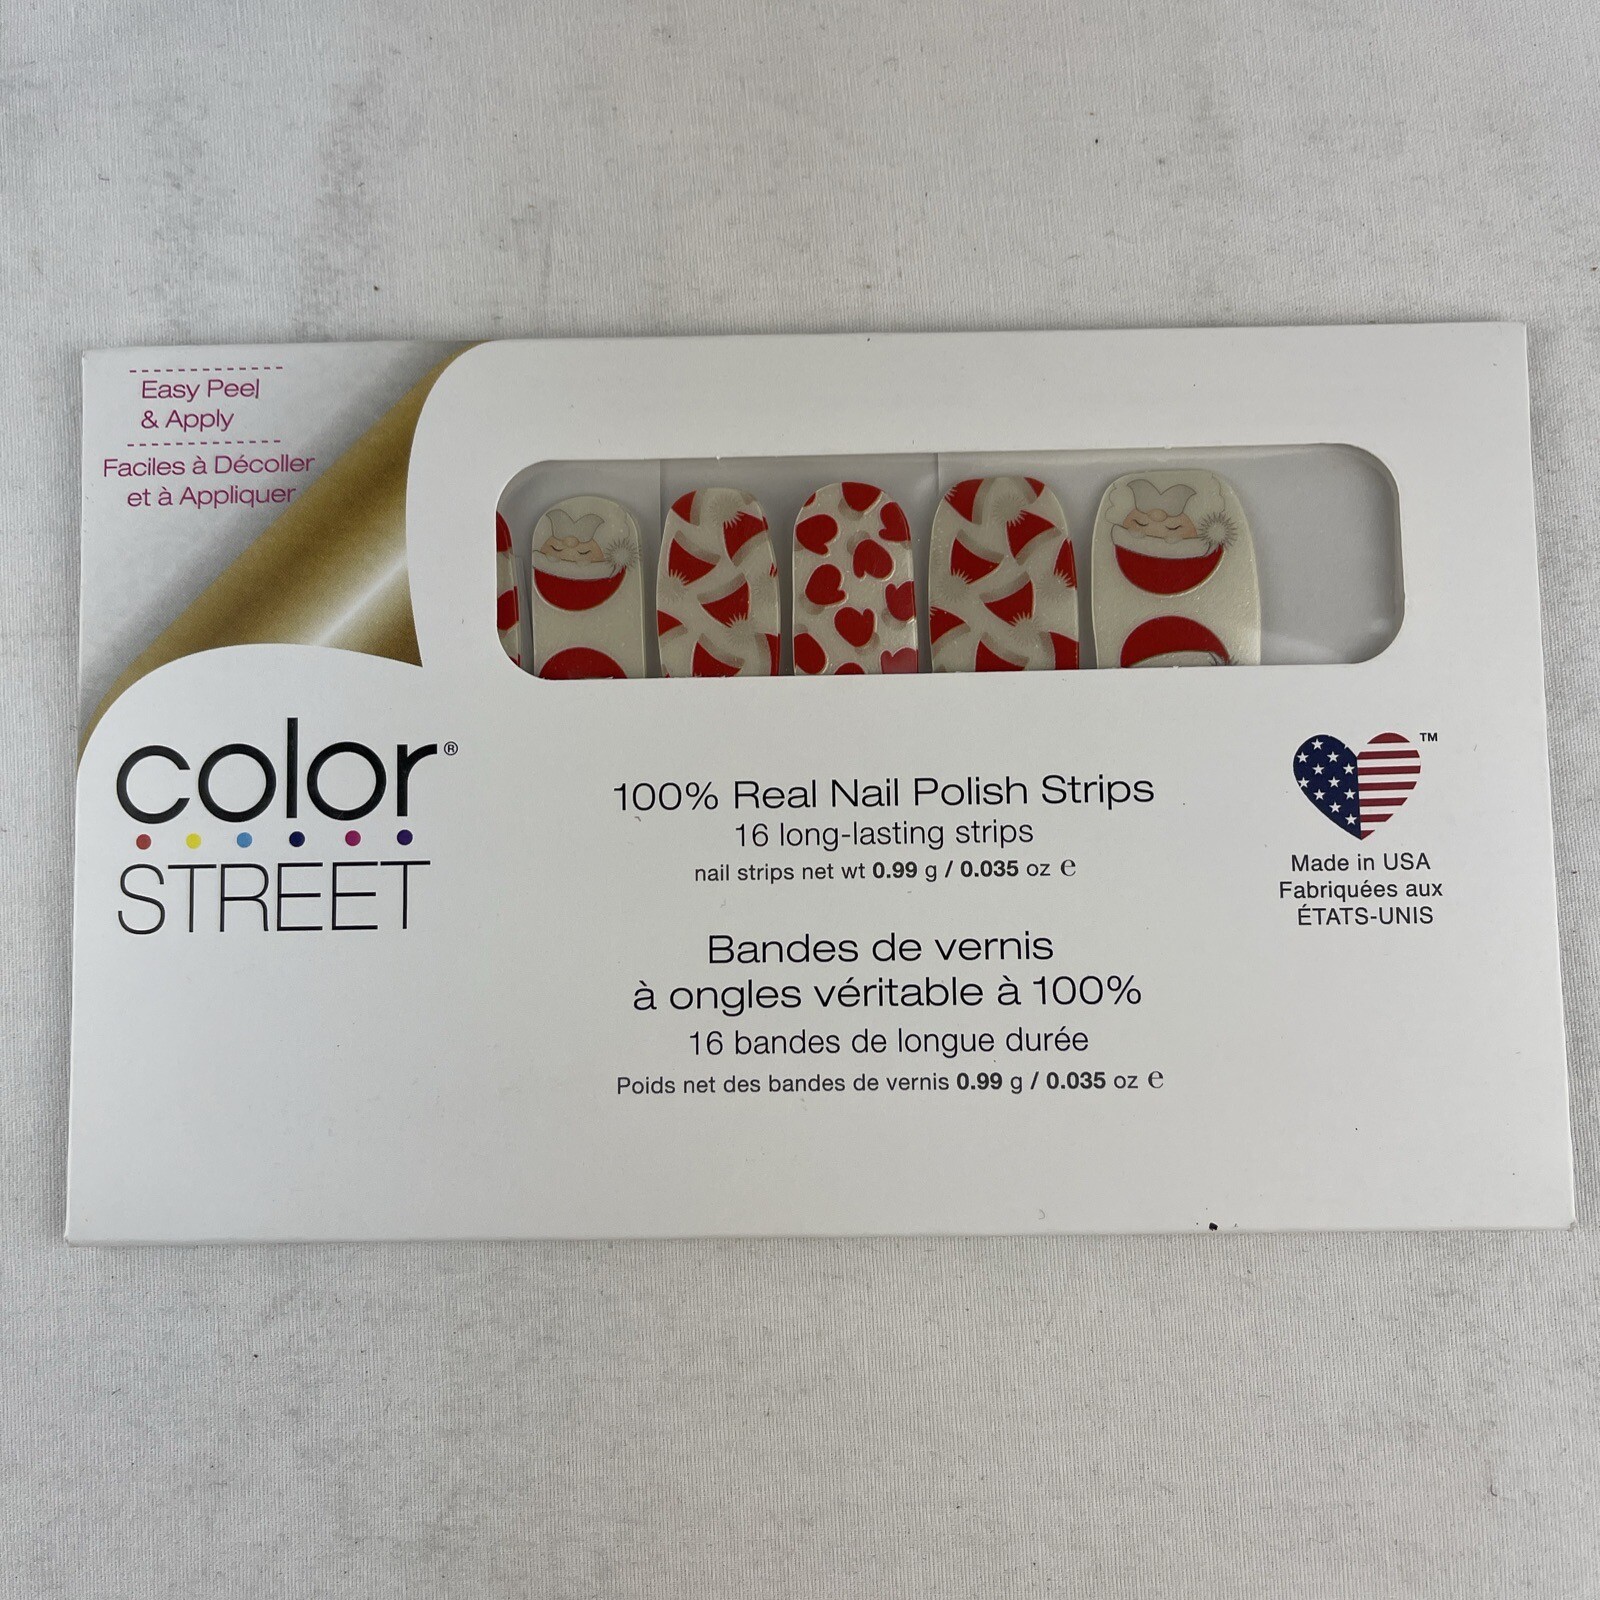 Easy Peel
& Apply
Faciles à Décoller
et à Appliquer
color®
STREET
100% Real Nail Polish Strips
16 long-lasting strips
nail strips net wt 0.99 g / 0.035 oz ℮
Bandes de vernis
à ongles véritable à 100%
16 bandes de longue durée
Poids net des bandes de vernis 0.99 g / 0.035 oz ℮
™
Made in USA
Fabriquées aux
ÉTATS-UNIS